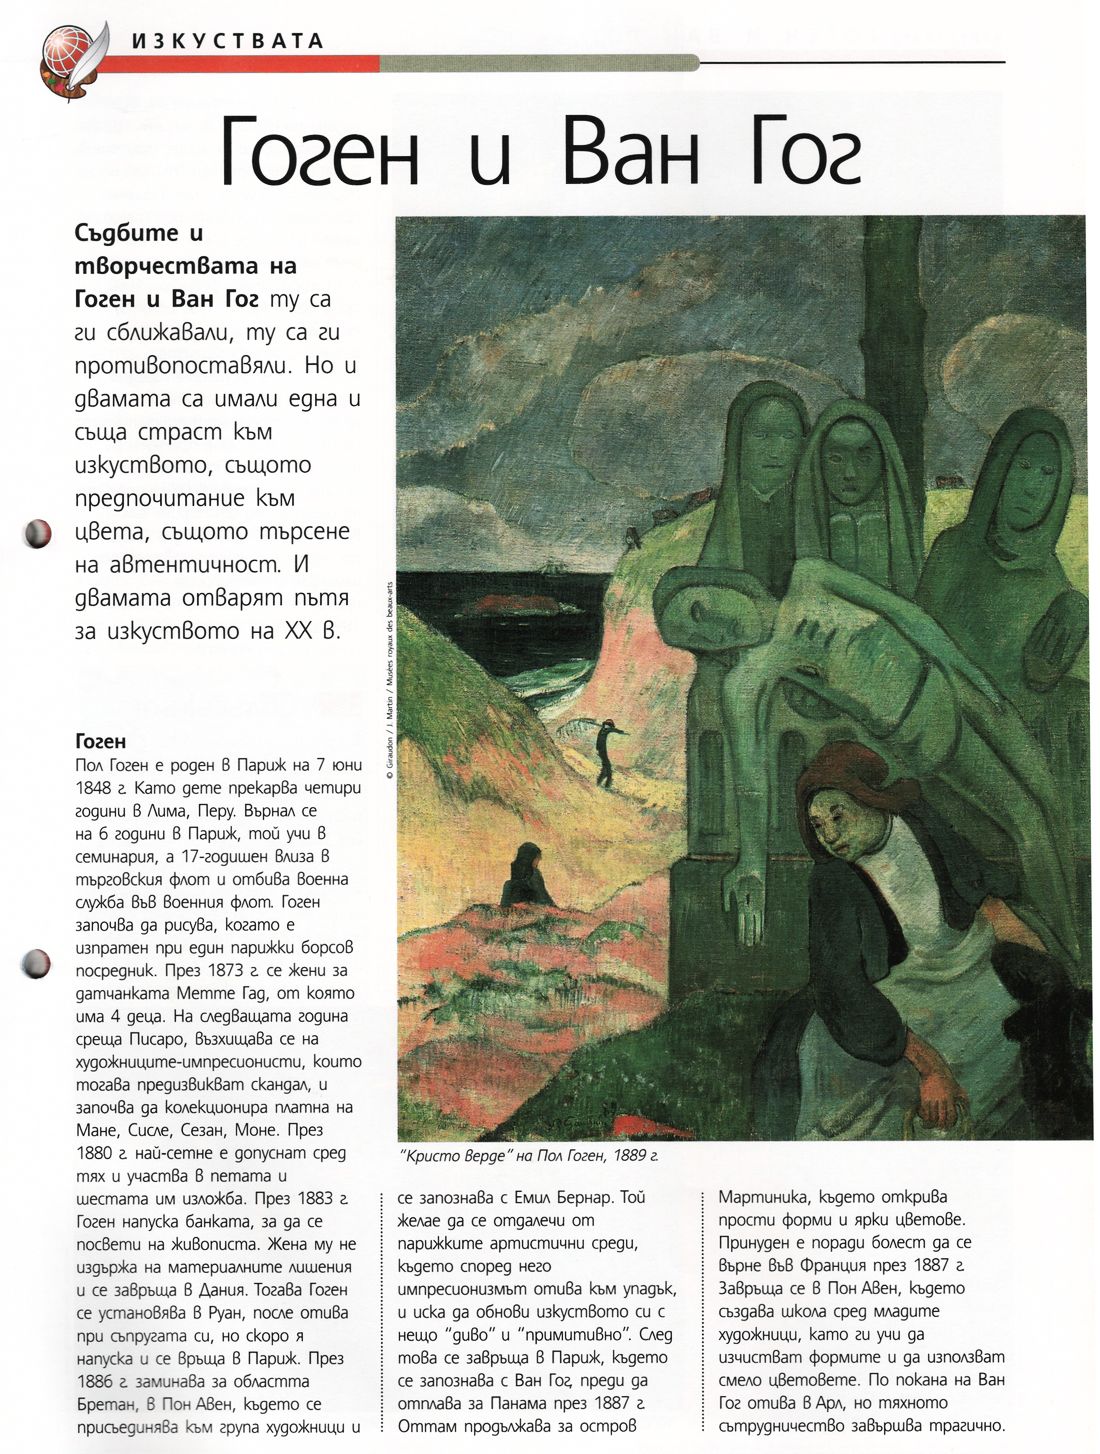 ИЗКУСТВАТА
Гоген и Ван Гог
Съдбите и
творчествата на
Гоген и Ван Гог ту са
ги сближавали, ту са ги
противопоставяли. Но и
двамата са имали една и
съща страст към
изкуството, същото
предпочитание към
цвета, същото търсене
на автентичност. И
двамата отварят пътя
за изкуството на XX в.
© Giraudon / J. Martin / Musées royaux des beaux-arts
Гоген
Пол Гоген е роден в Париж на 7 юни
1848 г. Като дете прекарва четири
години в Лима, Перу. Върнал се
на 6 години в Париж, той учи в
семинария, а 17-годишен влиза в
търговския флот и отбива военна
служба във военния флот. Гоген
започва да рисува, когато е
изпратен при един парижки борсов
посредник. През 1873 г. се жени за
датчанката Метте Гад, от която
има 4 деца. На следващата година
среща Писаро, възхищава се на
художниците-импресионисти, които
тогава предизвикват скандал, и
започва да колекционира платна на
Мане, Сисле, Сезан, Моне. През
1880 г. най-сетне е допуснат сред
тях и участва в петата и
шестата им изложба. През 1883 г.
Гоген напуска банката, за да се
посвети на живописта. Жена му не
издържа на материалните лишения
и се завръща в Дания. Тогава Гоген
се установява в Руан, после отива
при съпругата си, но скоро я
напуска и се връща в Париж. През
1886 г. заминава за областта
Бретан, в Пон Авен, където се
присъединява към група художници и
"Кристо верде" на Пол Гоген, 1889 г.
се запознава с Емил Бернар. Той
желае да се отдалечи от
парижките артистични среди,
където според него
импресионизмът отива към упадък,
и иска да обнови изкуството си с
нещо "диво" и "примитивно". След
това се завръща в Париж, където
се запознава с Ван Гог, преди да
отплава за Панама през 1887 г.
Оттам продължава за остров
Мартиника, където открива
прости форми и ярки цветове.
Принуден е поради болест да се
върне във Франция през 1887 г.
Завръща се в Пон Авен, където
създава школа сред младите
художници, като ги учи да
изчистват формите и да използват
смело цветовете. По покана на Ван
Гог отива в Арл, но тяхното
сътрудничество завършва трагично.